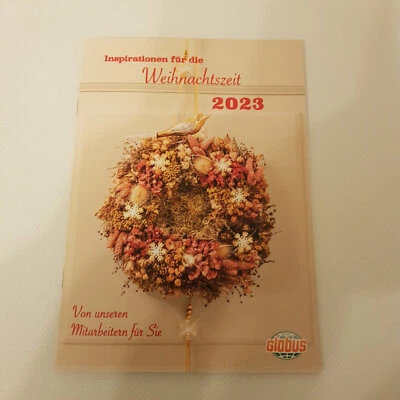 Inspirationen für die
Weihnachtszeit
2023
Von unseren
Mitarbeitern für Sie
GLOBUS